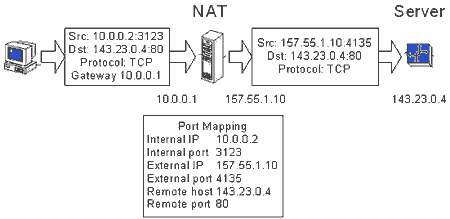 NAT
Server
Src: 10.0.0.2:3123
Dst: 143.23.0.4:80
Protocol: TCP
Gateway 10.0.0.1
Src: 157.55.1.10:4135
Dst: 143.23.0.4:80
Protocol: TCP
10.0.0.1
157.55.1.10
143.23.0.4
Port Mapping
Internal IP 10.0.0.2
Internal port 3123
External IP 157.55.1.10
External port 4135
Remote host 143.23.0.4
Remote port 80